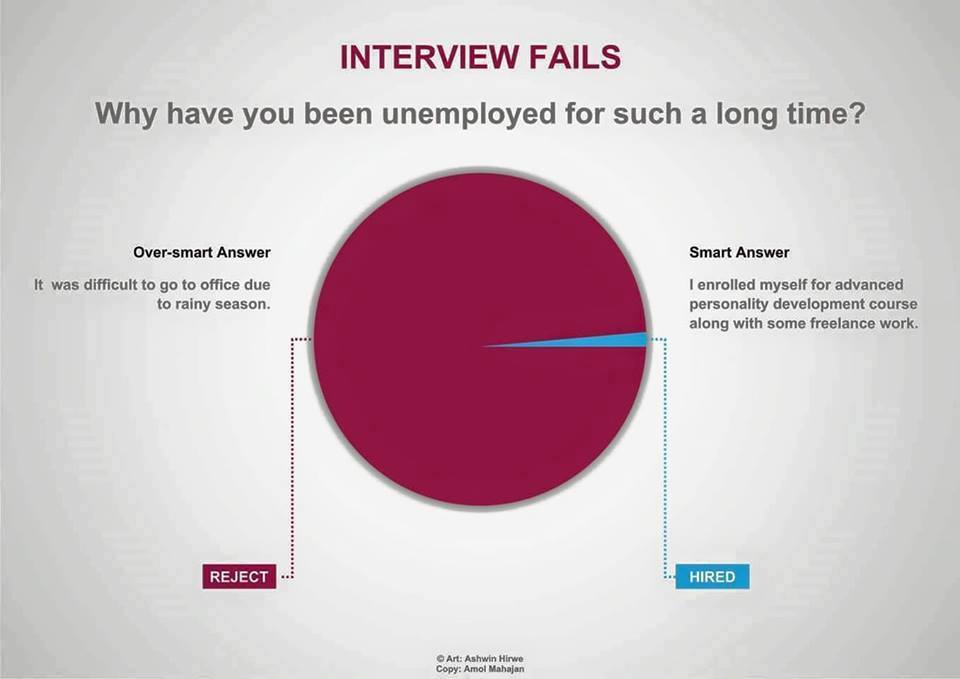 INTERVIEW FAILS
Why have you been unemployed for such a long time?
Over-smart Answer
It was difficult to go to office due
to rainy season.
Smart Answer
I enrolled myself for advanced
personality development course
along with some freelance work.
REJECT
HIRED
© Art: Ashwin Hirwe
Copy: Amol Mahajan